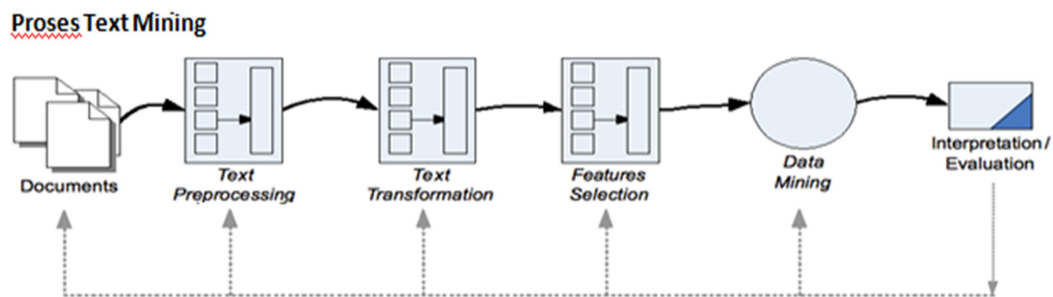 Proses Text Mining
Documents
Text
Preprocessing
Text
Transformation
Features
Selection
Data
Mining
Interpretation /
Evaluation